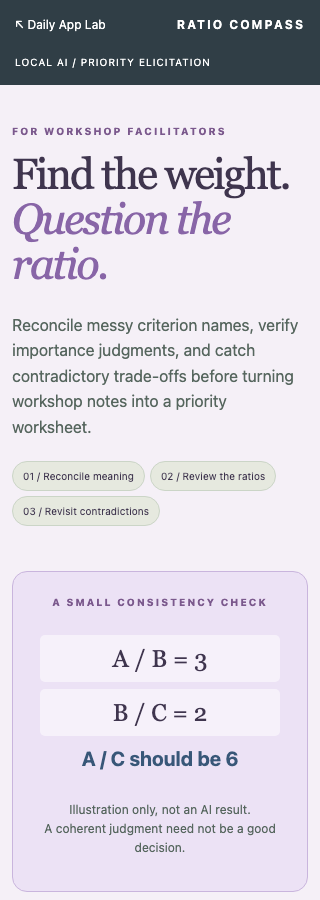 ↖ Daily App Lab
RATIO COMPASS
LOCAL AI / PRIORITY ELICITATION
FOR WORKSHOP FACILITATORS
Find the weight.
Question the
ratio.
Reconcile messy criterion names, verify
importance judgments, and catch
contradictory trade-offs before turning
workshop notes into a priority
worksheet.
01 / Reconcile meaning
02 / Review the ratios
03 / Revisit contradictions
A SMALL CONSISTENCY CHECK
A / B = 3
B / C = 2
A / C should be 6
Illustration only, not an AI result.
A coherent judgment need not be a good
decision.